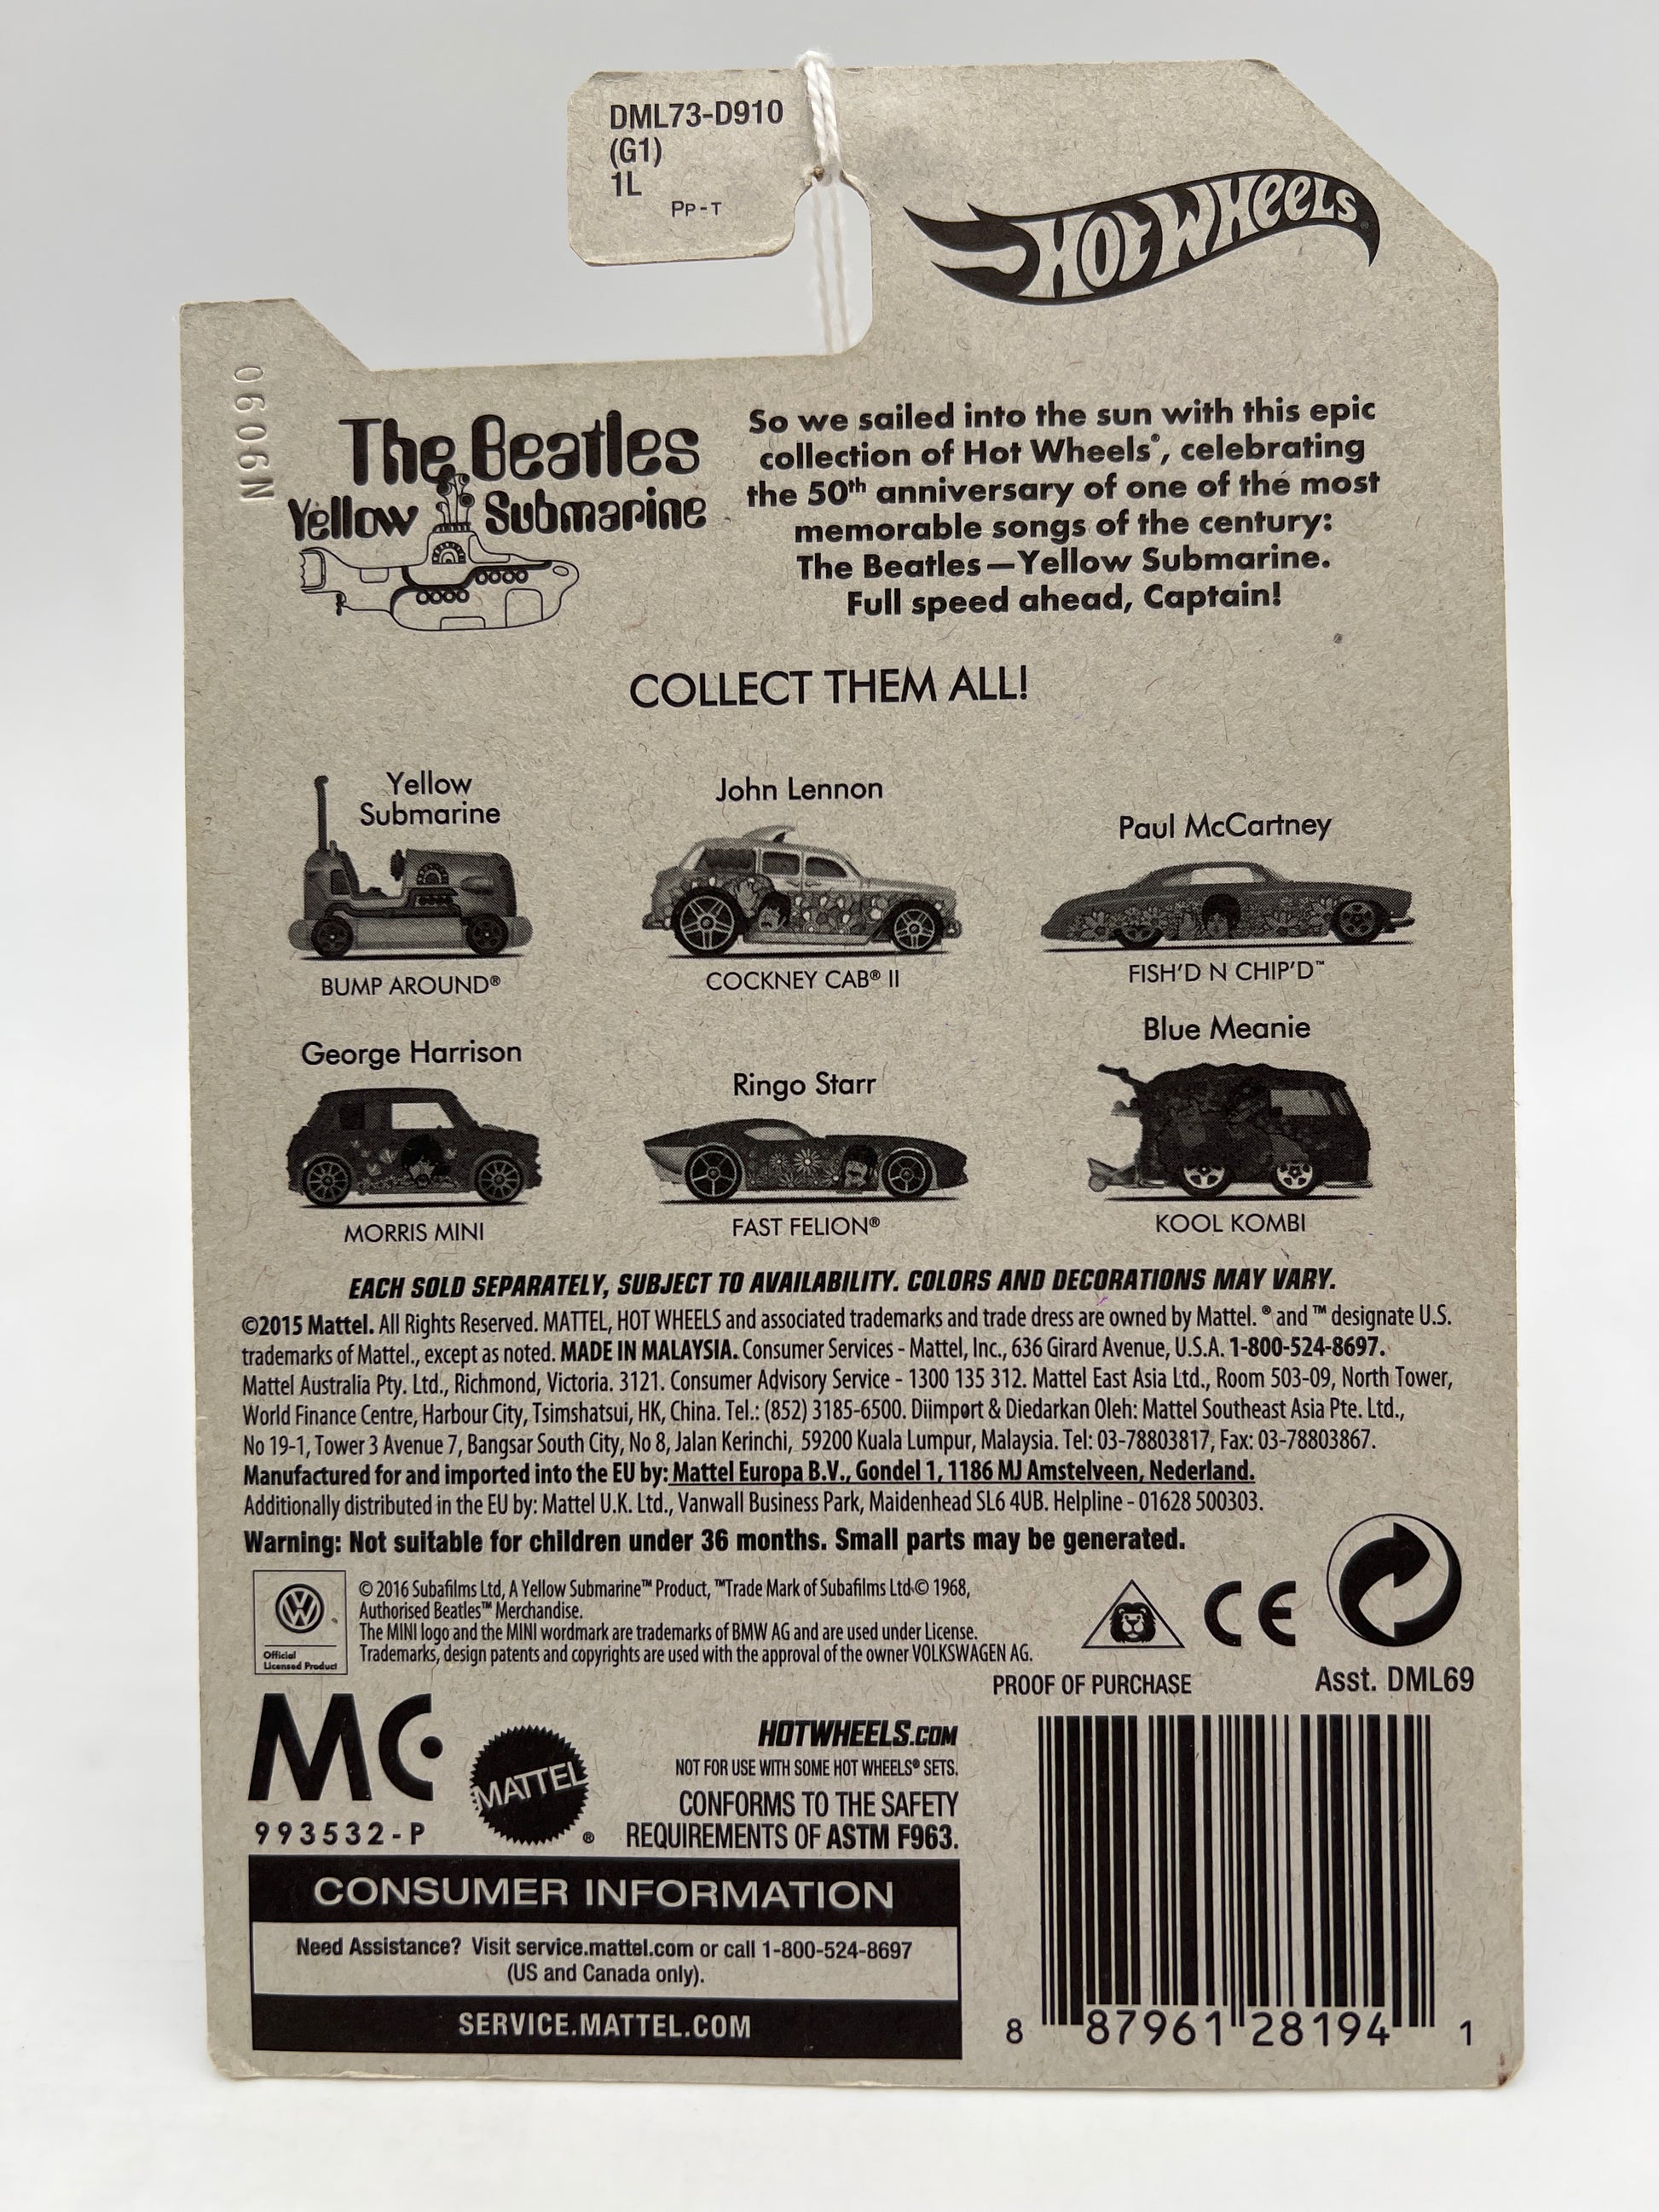 DML73-D910
(G1)
1L
Pp-T
HOT WHEELS®
N9090
The Beatles
Yellow Submarine
So we sailed into the sun with this epic
collection of Hot Wheels®, celebrating
the 50th anniversary of one of the most
memorable songs of the century:
The Beatles—Yellow Submarine.
Full speed ahead, Captain!
COLLECT THEM ALL!
Yellow
Submarine
BUMP AROUND®
John Lennon
COCKNEY CAB® II
Paul McCartney
FISH'D N CHIP'D™
George Harrison
MORRIS MINI
Ringo Starr
FAST FELION®
Blue Meanie
KOOL KOMBI
EACH SOLD SEPARATELY, SUBJECT TO AVAILABILITY. COLORS AND DECORATIONS MAY VARY.
©2015 Mattel. All Rights Reserved. MATTEL, HOT WHEELS and associated trademarks and trade dress are owned by Mattel. ® and ™ designate U.S.
trademarks of Mattel., except as noted. MADE IN MALAYSIA. Consumer Services - Mattel, Inc., 636 Girard Avenue, U.S.A. 1-800-524-8697.
Mattel Australia Pty. Ltd., Richmond, Victoria. 3121. Consumer Advisory Service - 1300 135 312. Mattel East Asia Ltd., Room 503-09, North Tower,
World Finance Centre, Harbour City, Tsimshatsui, HK, China. Tel.: (852) 3185-6500. Diimport & Diedarkan Oleh: Mattel Southeast Asia Pte. Ltd.,
No 19-1, Tower 3 Avenue 7, Bangsar South City, No 8, Jalan Kerinchi, 59200 Kuala Lumpur, Malaysia. Tel: 03-78803817, Fax: 03-78803867.
Manufactured for and imported into the EU by: Mattel Europa B.V., Gondel 1, 1186 MJ Amstelveen, Nederland.
Additionally distributed in the EU by: Mattel U.K. Ltd., Vanwall Business Park, Maidenhead SL6 4UB. Helpline - 01628 500303.
Warning: Not suitable for children under 36 months. Small parts may be generated.
VW
Official
Licensed Product
© 2016 Subafilms Ltd, A Yellow Submarine™ Product, ™Trade Mark of Subafilms Ltd © 1968,
Authorised Beatles™ Merchandise.
The MINI logo and the MINI wordmark are trademarks of BMW AG and are used under License.
Trademarks, design patents and copyrights are used with the approval of the owner VOLKSWAGEN AG.
CE
PROOF OF PURCHASE
Asst. DML69
MC
993532-P
MATTEL®
HOTWHEELS.COM
NOT FOR USE WITH SOME HOT WHEELS® SETS.
CONFORMS TO THE SAFETY
REQUIREMENTS OF ASTM F963.
CONSUMER INFORMATION
Need Assistance? Visit service.mattel.com or call 1-800-524-8697
(US and Canada only).
SERVICE.MATTEL.COM
8 87961 28194 1